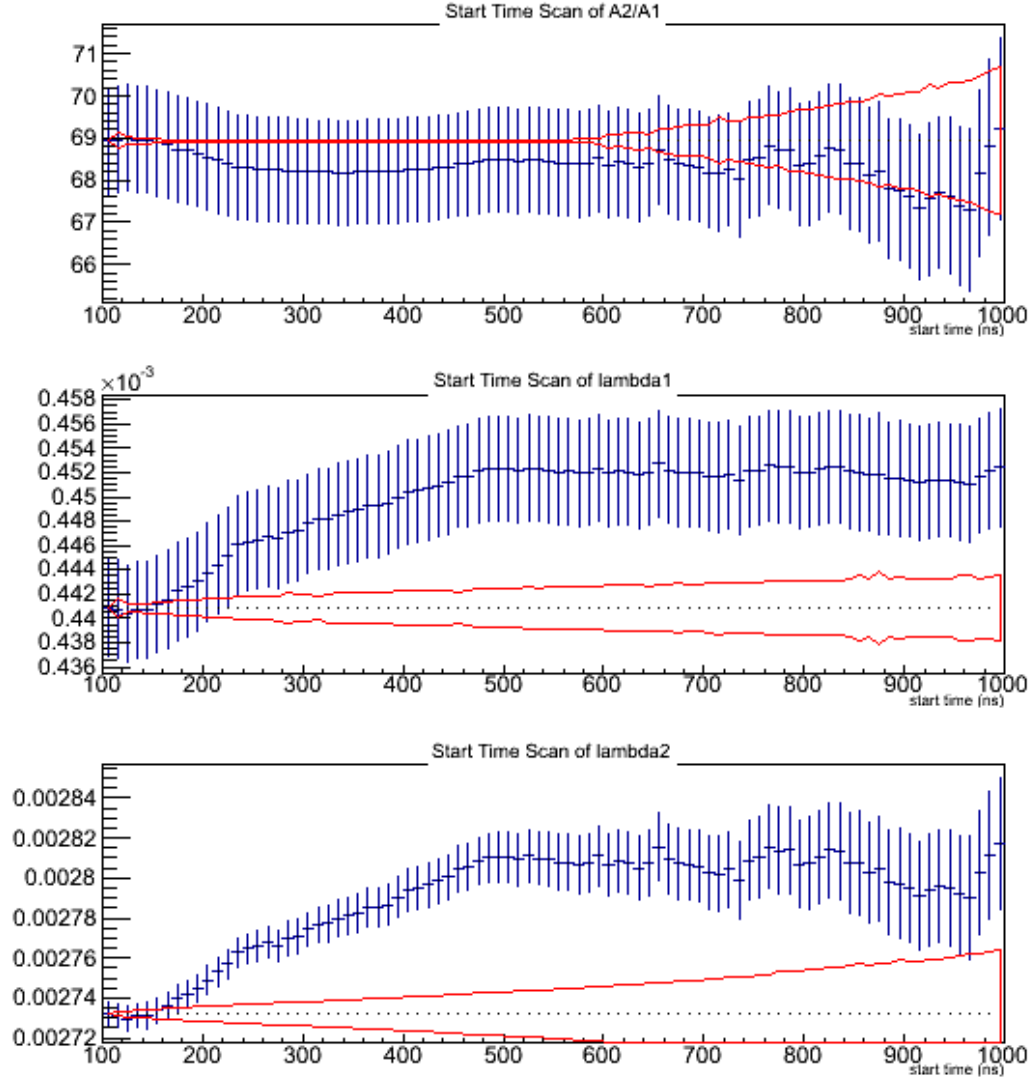 Start Time Scan of A2/A1
71
70
69
68
67
66
100 200 300 400 500 600 700 800 900 1000
start time (ns)
×10⁻³
Start Time Scan of lambda1
0.458
0.456
0.454
0.452
0.45
0.448
0.446
0.444
0.442
0.44
0.438
0.436
100 200 300 400 500 600 700 800 900 1000
start time (ns)
Start Time Scan of lambda2
0.00284
0.00282
0.0028
0.00278
0.00276
0.00274
0.00272
100 200 300 400 500 600 700 800 900 1000
start time (ns)